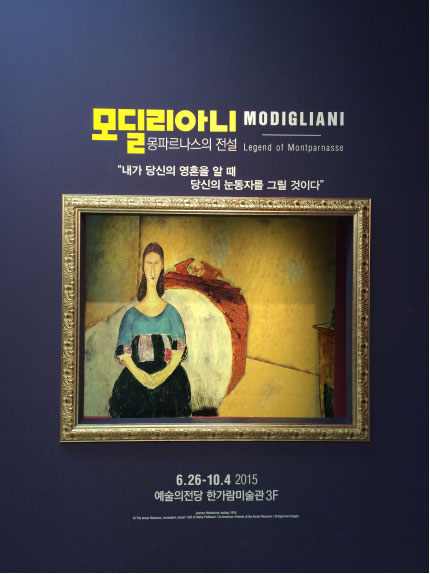 모딜리아니 MODIGLIANI
몽파르나스의 전설 Legend of Montparnasse
“내가 당신의 영혼을 알 때
당신의 눈동자를 그릴 것이다”
6.26-10.4 2015
예술의전당 한가람미술관 3F